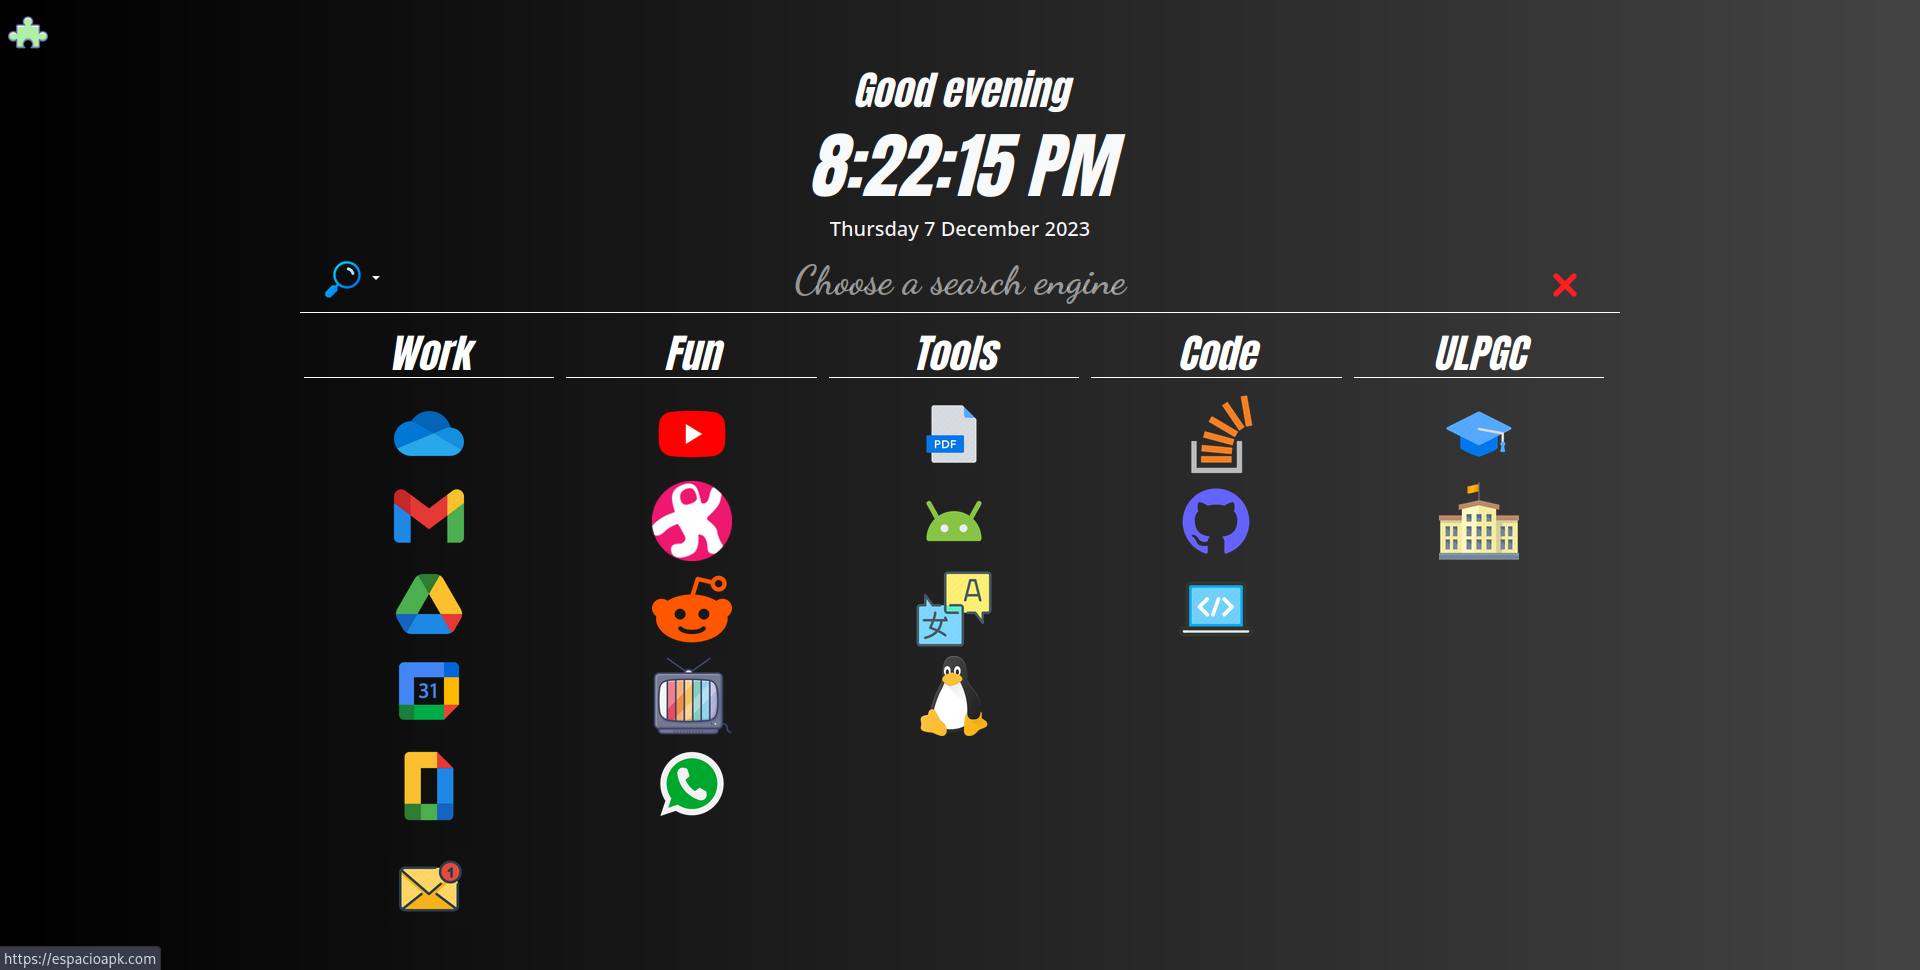 Good evening
8:22:15 PM
Thursday 7 December 2023
Choose a search engine
Work
Fun
Tools
Code
ULPGC
PDF
A
女
</>
31
1
https://espacioapk.com